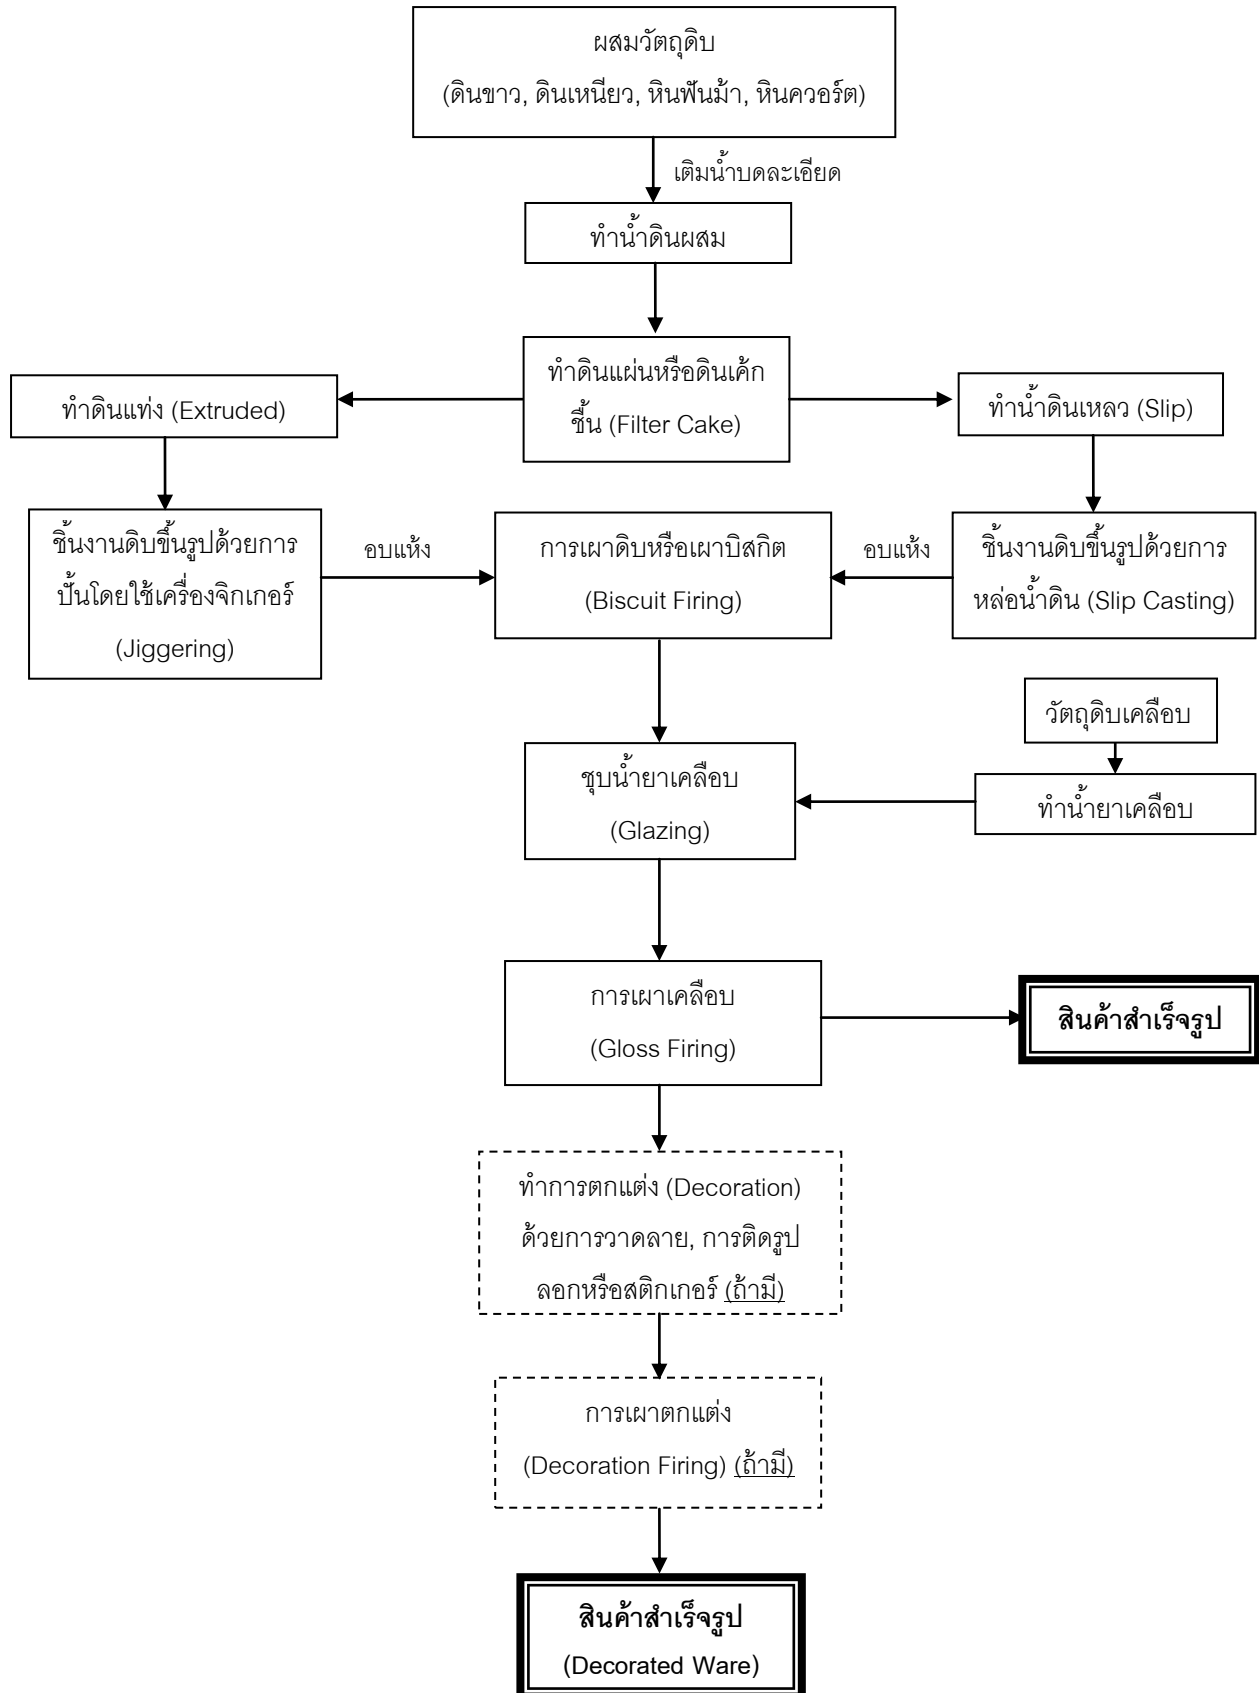 ผสมวัตถุดิบ
(ดินขาว, ดินเหนียว, หินฟันม้า, หินควอร์ต)
เติมน้ำบดละเอียด
ทำน้ำดินผสม
ทำดินแผ่นหรือดินเค้ก
ชื้น (Filter Cake)
ทำดินแท่ง (Extruded)
ทำน้ำดินเหลว (Slip)
ชิ้นงานดิบขึ้นรูปด้วยการ
ปั้นโดยใช้เครื่องจิกเกอร์
(Jiggering)
อบแห้ง
การเผาดิบหรือเผาบิสกิต
(Biscuit Firing)
อบแห้ง
ชิ้นงานดิบขึ้นรูปด้วยการ
หล่อน้ำดิน (Slip Casting)
วัตถุดิบเคลือบ
ชุบน้ำยาเคลือบ
(Glazing)
ทำน้ำยาเคลือบ
การเผาเคลือบ
(Gloss Firing)
สินค้าสำเร็จรูป
ทำการตกแต่ง (Decoration)
ด้วยการวาดลาย, การติดรูป
ลอกหรือสติกเกอร์ (ถ้ามี)
การเผาตกแต่ง
(Decoration Firing) (ถ้ามี)
สินค้าสำเร็จรูป
(Decorated Ware)